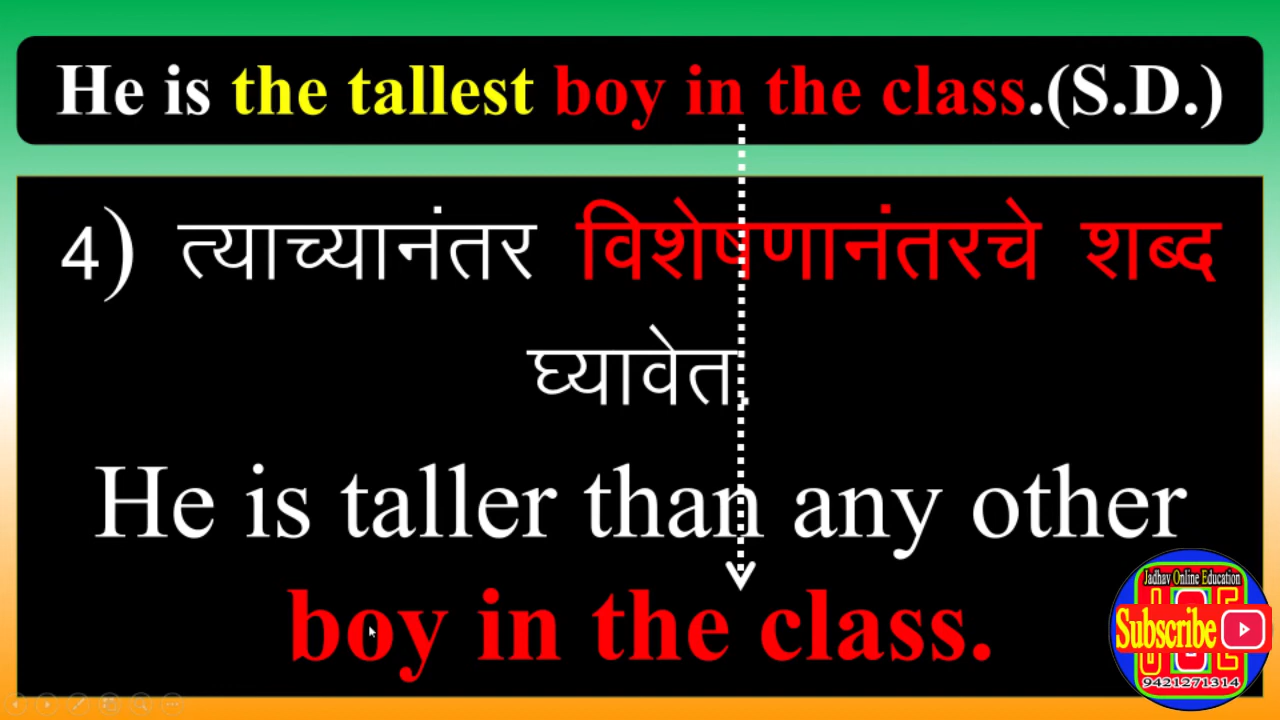 He is the tallest boy in the class.(S.D.)
4) त्याच्यानंतर विशेषणानंतरचे शब्द
घ्यावेत.
He is taller than any other
boy in the class.
Jadhav Online Education
Subscribe
9421271314